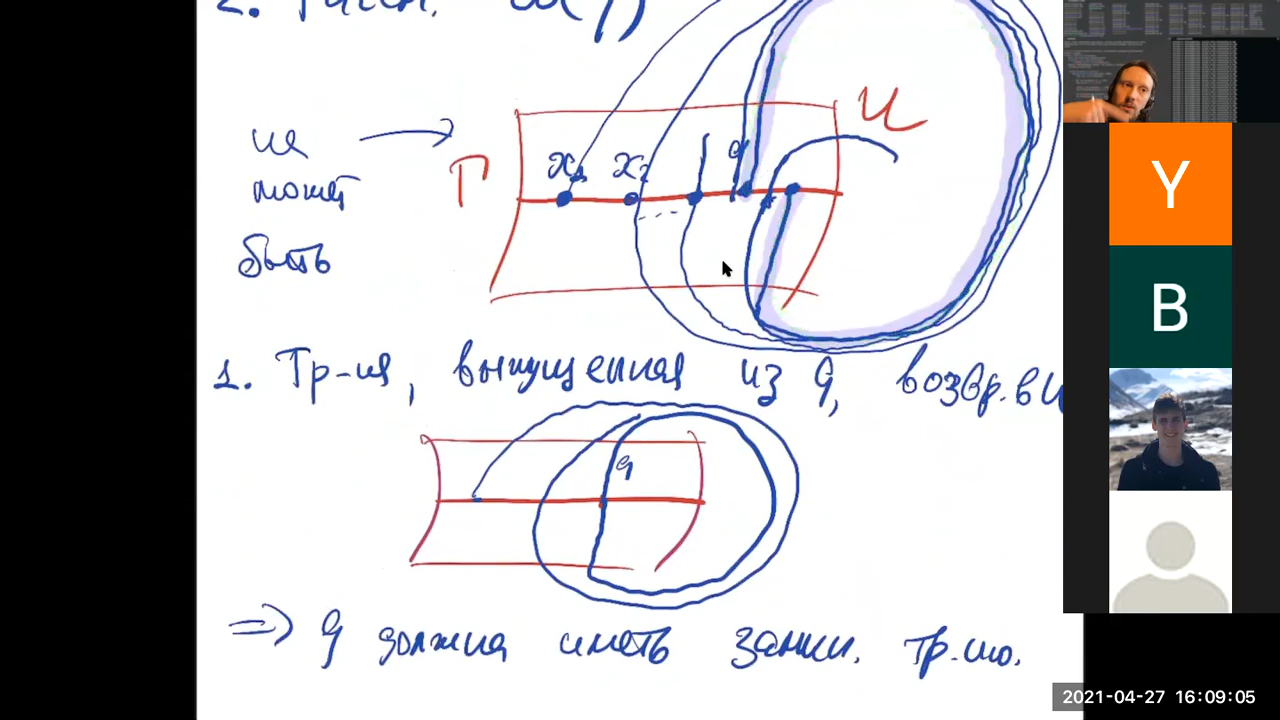 2.
U
не
может
быть
Г
x₁ x₂ q
1. Тр-ия, выпущенная из q, возвр. в U
q
⇒ q должна иметь замкн. тр-ию.
Y
B
2021-04-27 16:09:05